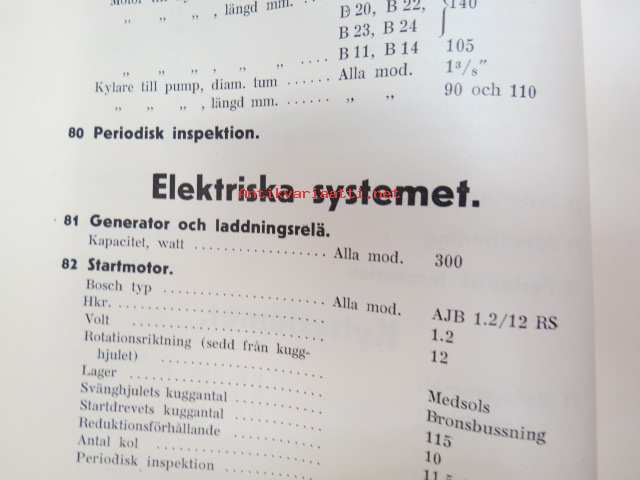 „ „ „ , längd mm. . . .
B 20, B 22, 140
B 23, B 24
„ „ „ , „ „ . . . . B 11, B 14 105
Kylare till pump, diam. tum . . . . . . Alla mod. 1³/₈"
„ „ „ , längd mm. . . . . . . „ „ 90 och 110
80 Periodisk inspektion.
Elektriska systemet.
antikvariaatti.net
81 Generator och laddningsrelä.
Kapacitet, watt . . . . . . . . . . . . . . . . . Alla mod. 300
82 Startmotor.
Bosch typ . . . . . . . . . . . . . . . . . . . . . Alla mod. AJB 1.2/12 RS
Hkr. . . . . . . . . . . . . . . . . . . . . . . . . 1.2
Volt . . . . . . . . . . . . . . . . . . . . . . . . 12
Rotationsriktning (sedd från kugg-
hjulet) . . . . . . . . . . . . . . . . . . . . Medsols
Lager . . . . . . . . . . . . . . . . . . . . . . . Bronsbussning
Svänghjulets kuggantal . . . . . . . . . . . . 115
Startdrevets kuggantal . . . . . . . . . . . . 10
Reduktionsförhållande . . . . . . . . . . . .
Antal kol . . . . . . . . . . . . . . . . . . .
Periodisk inspektion . . . . . . . . . . . .